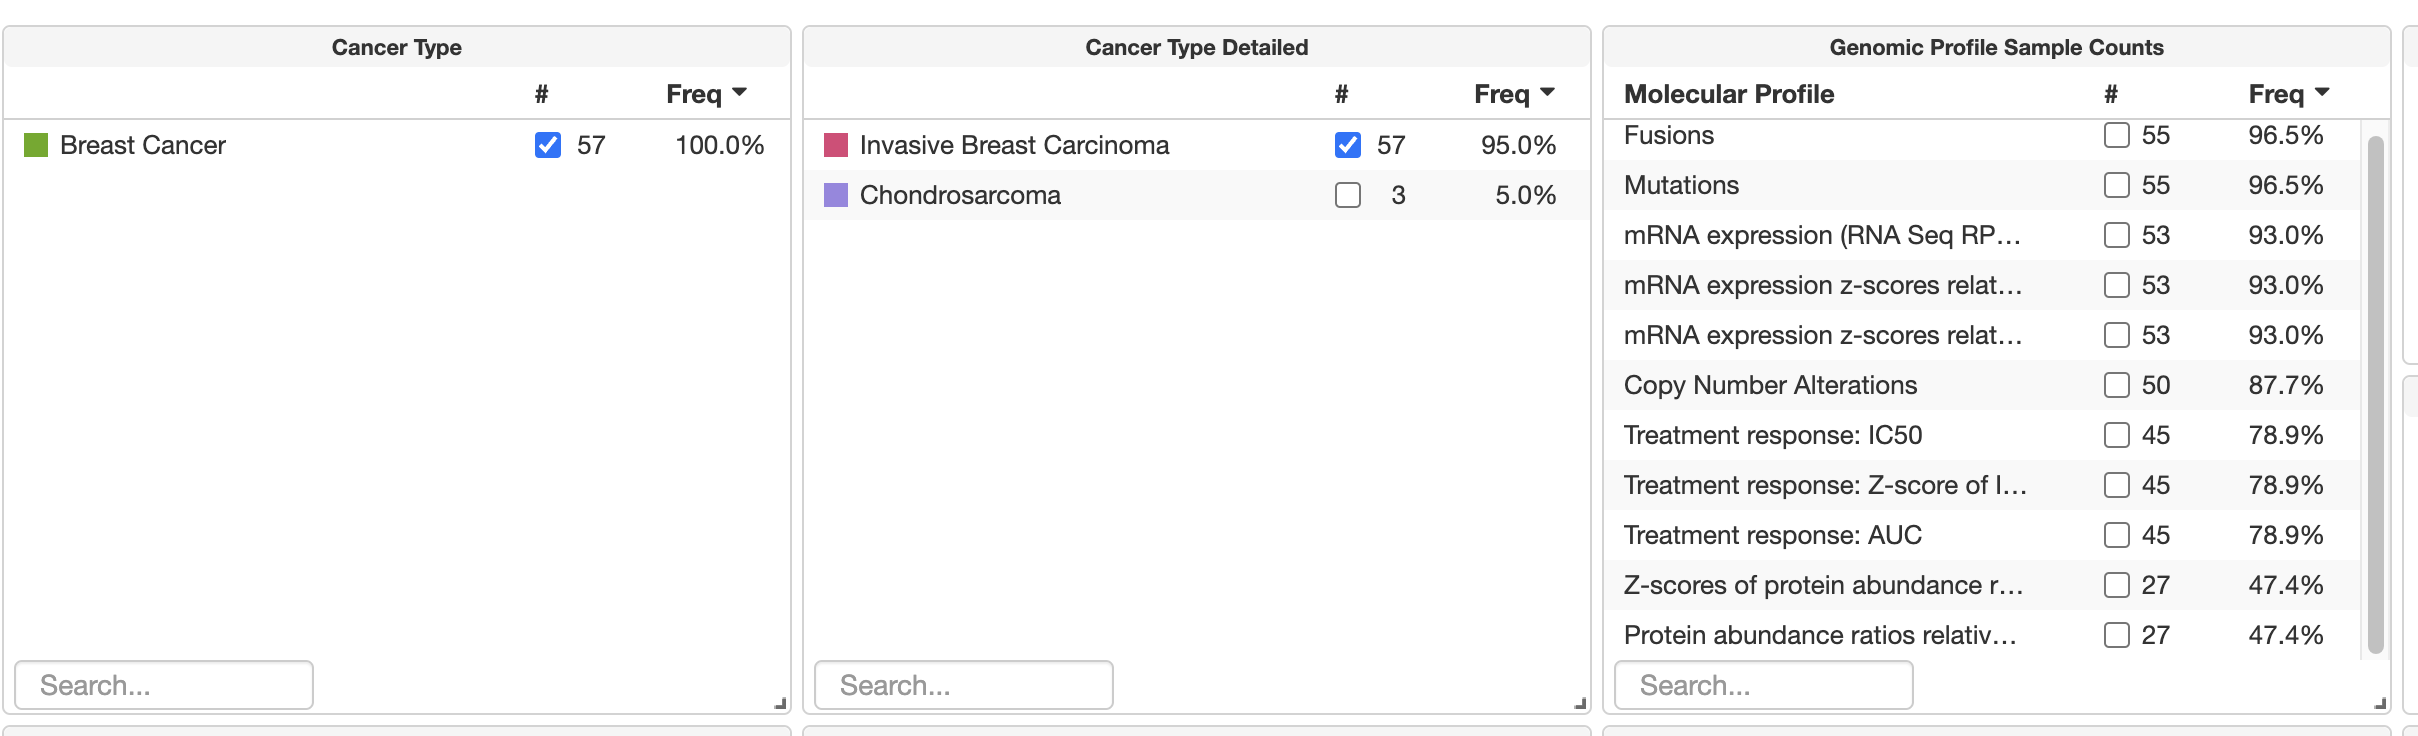 Cancer Type
# Freq
Breast Cancer 57 100.0%
Search...
Cancer Type Detailed
# Freq
Invasive Breast Carcinoma 57 95.0%
Chondrosarcoma 3 5.0%
Search...
Genomic Profile Sample Counts
Molecular Profile # Freq
Fusions 55 96.5%
Mutations 55 96.5%
mRNA expression (RNA Seq RP... 53 93.0%
mRNA expression z-scores relat... 53 93.0%
mRNA expression z-scores relat... 53 93.0%
Copy Number Alterations 50 87.7%
Treatment response: IC50 45 78.9%
Treatment response: Z-score of I... 45 78.9%
Treatment response: AUC 45 78.9%
Z-scores of protein abundance r... 27 47.4%
Protein abundance ratios relativ... 27 47.4%
Search...